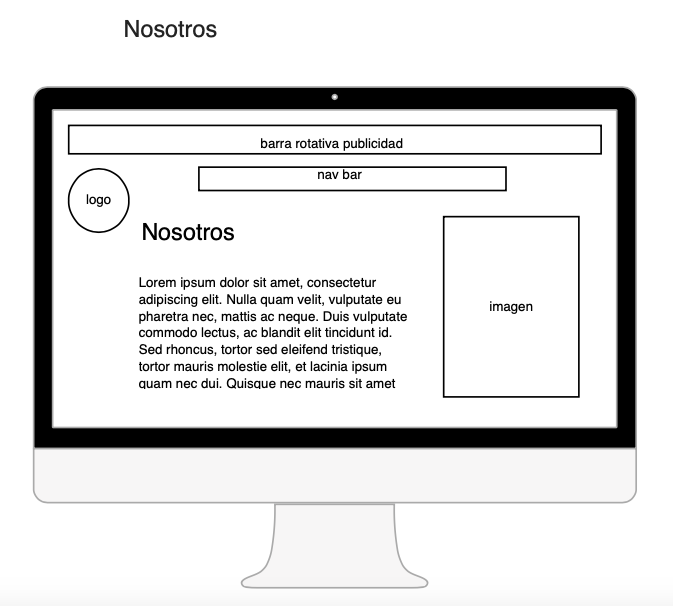 Nosotros
barra rotativa publicidad
nav bar
logo
Nosotros
Lorem ipsum dolor sit amet, consectetur
adipiscing elit. Nulla quam velit, vulputate eu
pharetra nec, mattis ac neque. Duis vulputate
commodo lectus, ac blandit elit tincidunt id.
Sed rhoncus, tortor sed eleifend tristique,
tortor mauris molestie elit, et lacinia ipsum
quam nec dui. Quisque nec mauris sit amet
imagen